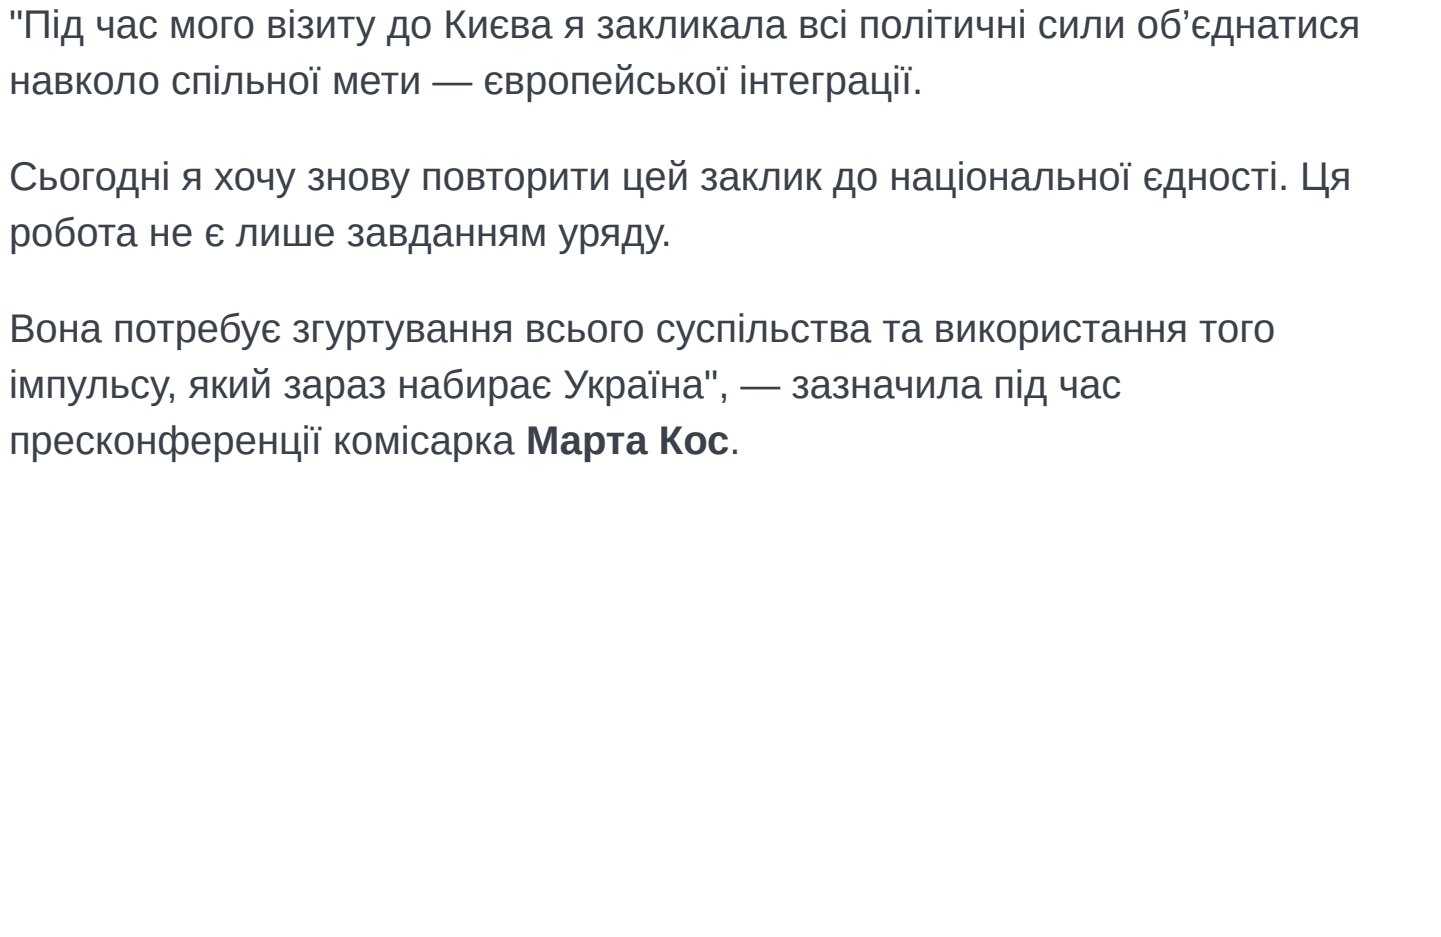 "Під час мого візиту до Києва я закликала всі політичні сили об’єднатися
навколо спільної мети — європейської інтеграції.
Сьогодні я хочу знову повторити цей заклик до національної єдності. Ця
робота не є лише завданням уряду.
Вона потребує згуртування всього суспільства та використання того
імпульсу, який зараз набирає Україна", — зазначила під час
пресконференції комісарка Марта Кос.